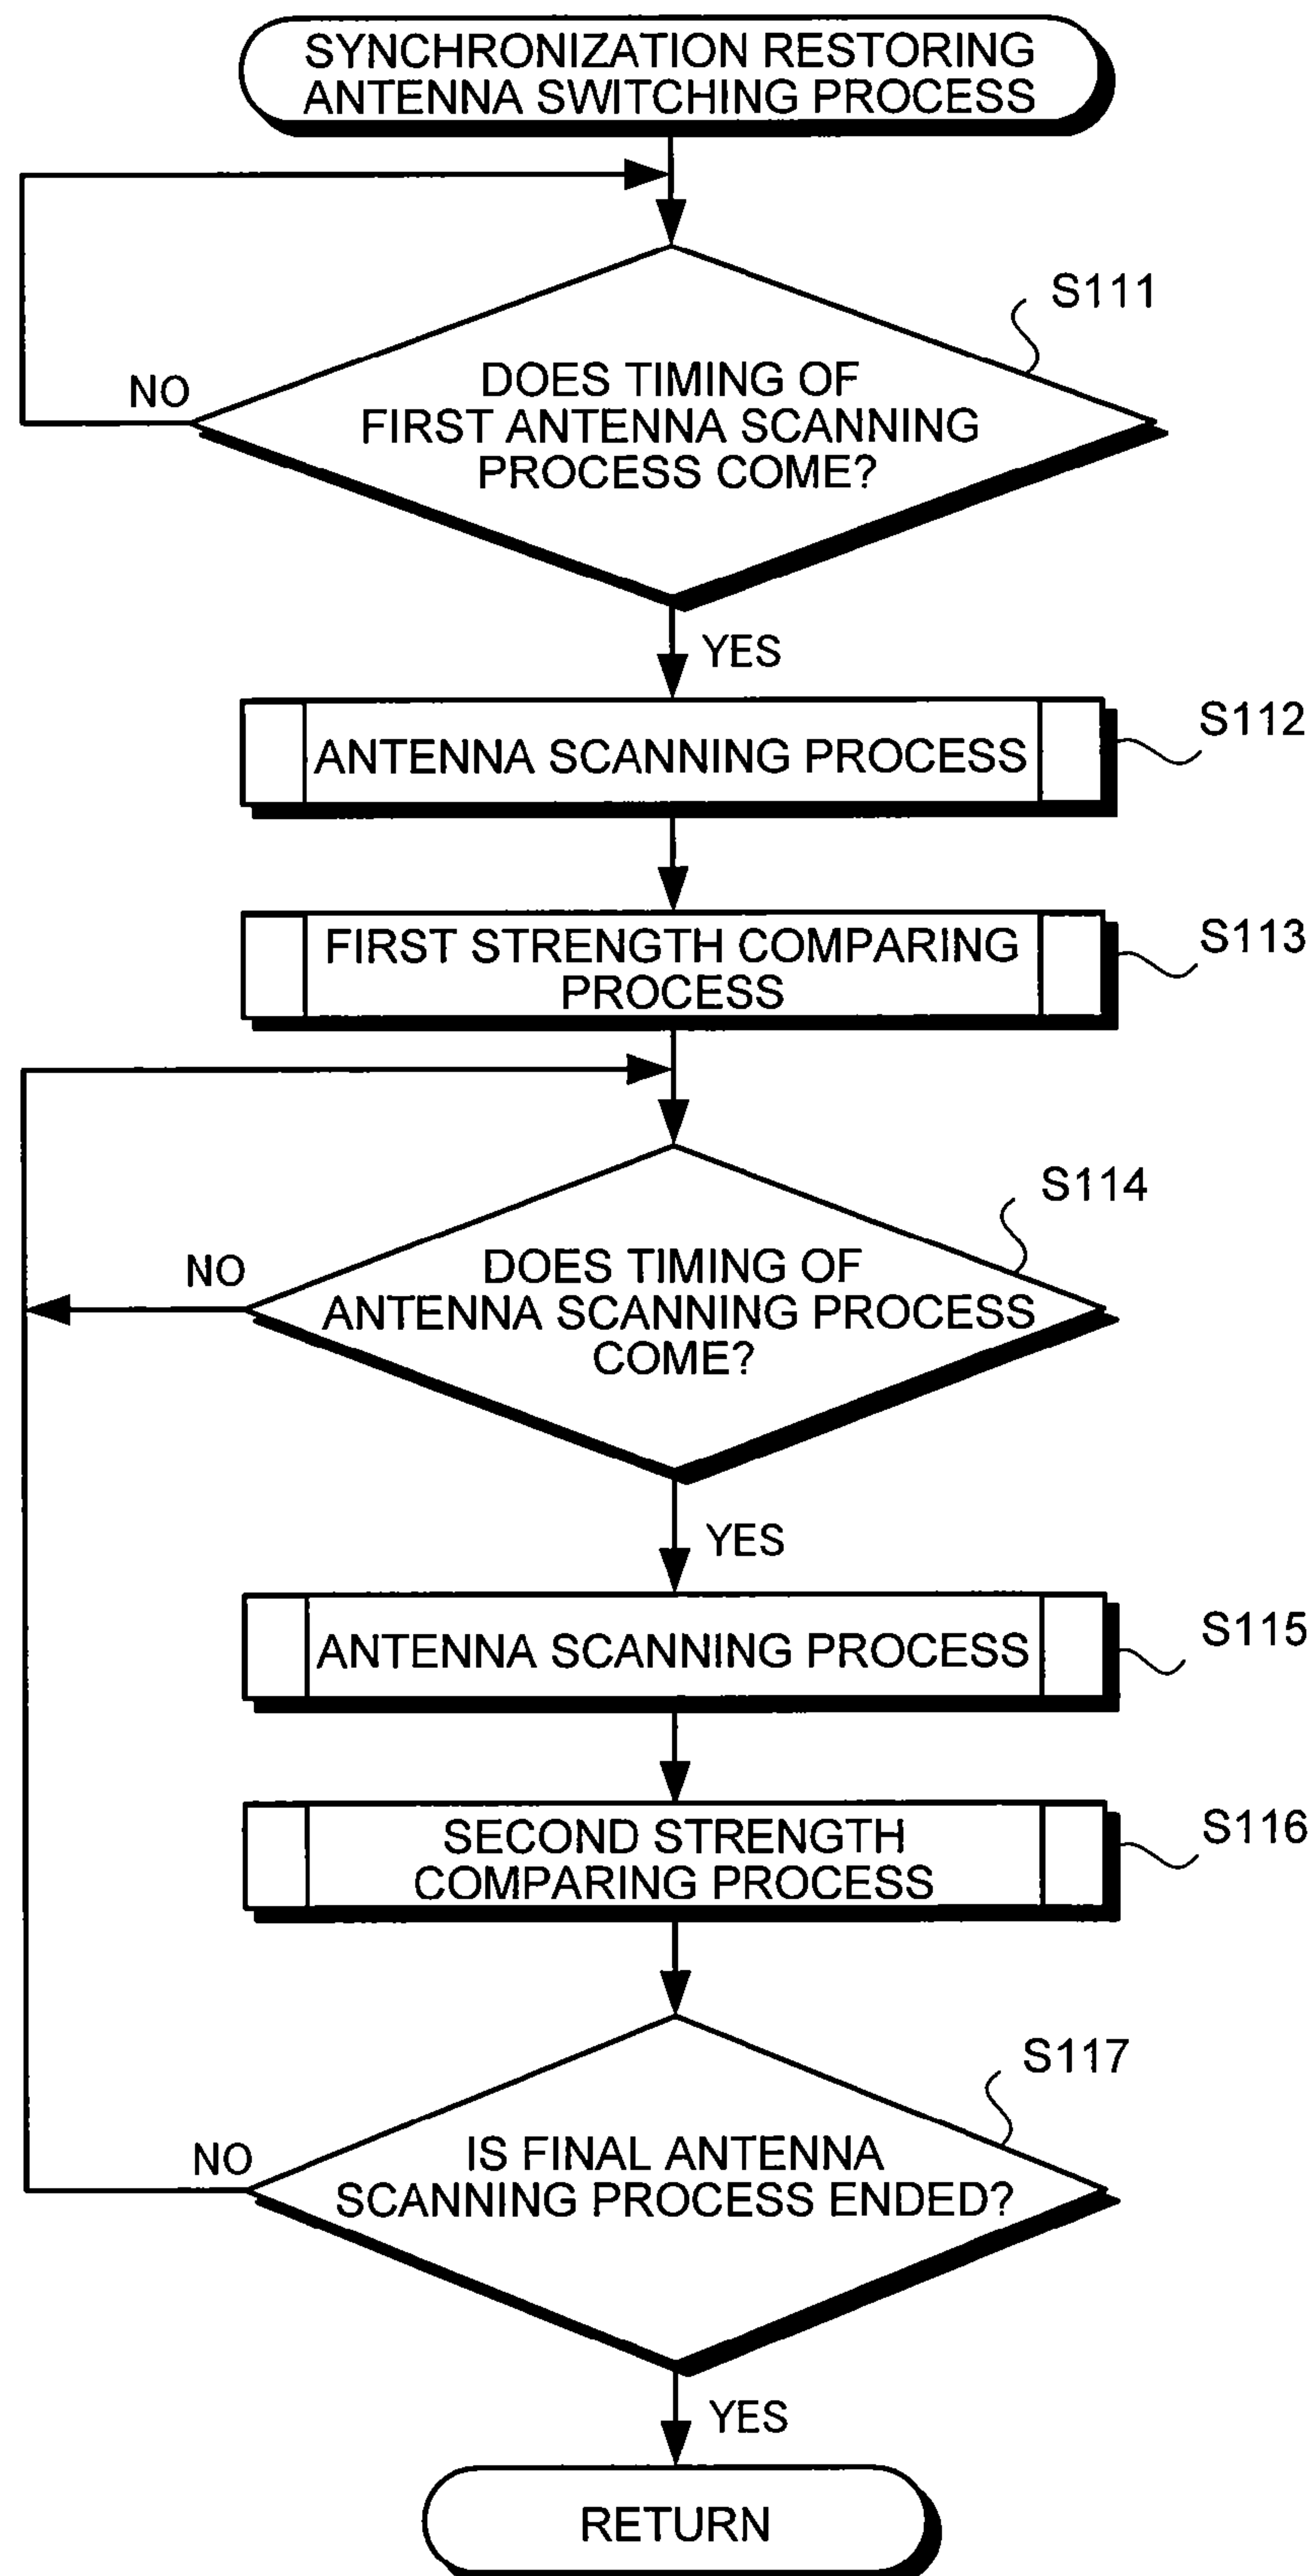 SYNCHRONIZATION RESTORING
ANTENNA SWITCHING PROCESS
S111
DOES TIMING OF
FIRST ANTENNA SCANNING
PROCESS COME?
NO
YES
ANTENNA SCANNING PROCESS
S112
FIRST STRENGTH COMPARING
PROCESS
S113
S114
DOES TIMING OF
ANTENNA SCANNING PROCESS
COME?
NO
YES
ANTENNA SCANNING PROCESS
S115
SECOND STRENGTH
COMPARING PROCESS
S116
S117
IS FINAL ANTENNA
SCANNING PROCESS ENDED?
NO
YES
RETURN